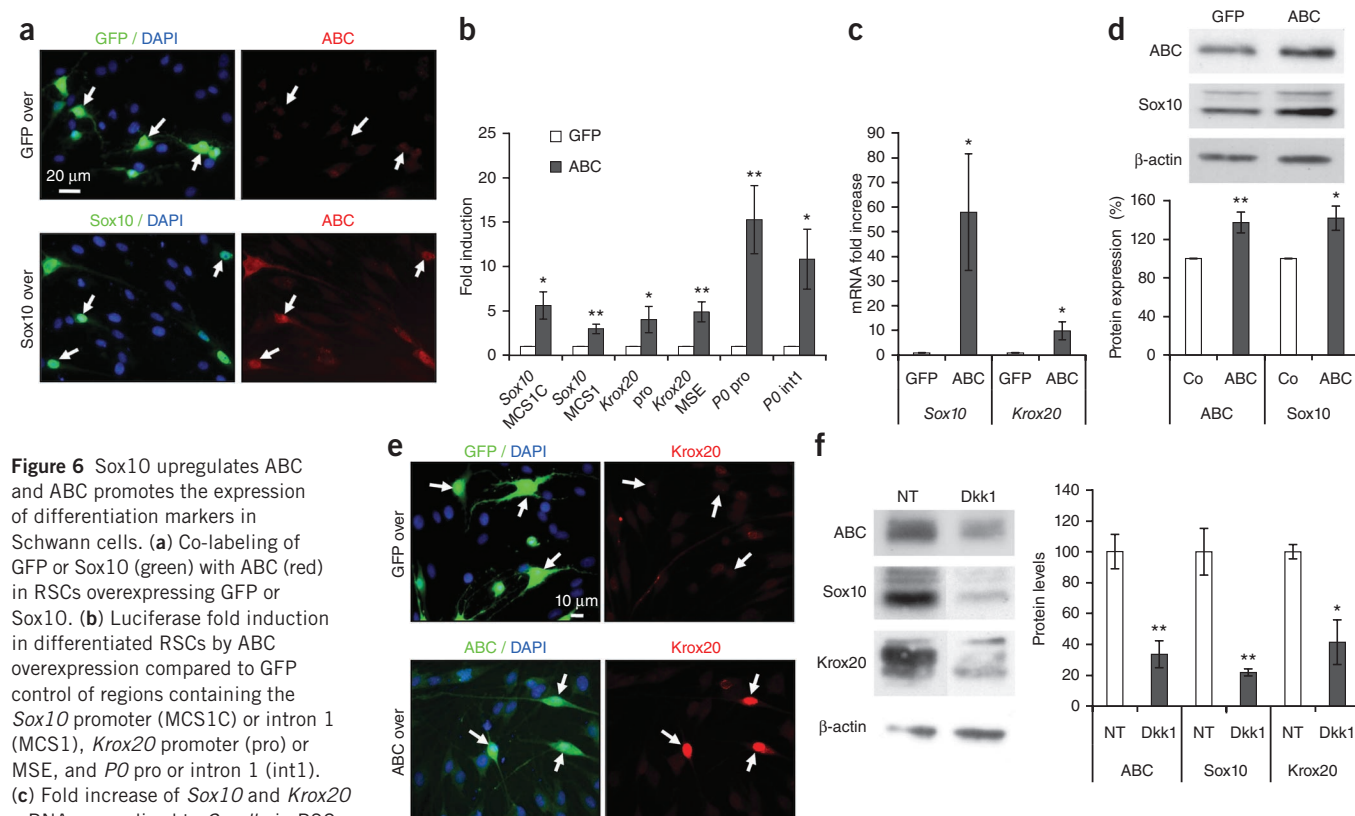 a
GFP / DAPI
ABC
GFP over
20 μm
Sox10 / DAPI
ABC
Sox10 over
b
Fold induction
25
20
15
10
5
0
GFP
ABC
*
**
*
**
**
*
Sox10 MCS1C
Sox10 MCS1
Krox20 pro
Krox20 MSE
P0 pro
P0 int1
c
mRNA fold increase
90
80
70
60
50
40
30
20
10
0
*
*
GFP ABC GFP ABC
Sox10 Krox20
d
GFP ABC
ABC
Sox10
β-actin
Protein expression (%)
160
120
80
40
0
**
*
Co ABC Co ABC
ABC Sox10
Figure 6 Sox10 upregulates ABC
and ABC promotes the expression
of differentiation markers in
Schwann cells. (a) Co-labeling of
GFP or Sox10 (green) with ABC (red)
in RSCs overexpressing GFP or
Sox10. (b) Luciferase fold induction
in differentiated RSCs by ABC
overexpression compared to GFP
control of regions containing the
Sox10 promoter (MCS1C) or intron 1
(MCS1), Krox20 promoter (pro) or
MSE, and P0 pro or intron 1 (int1).
(c) Fold increase of Sox10 and Krox20
e
GFP / DAPI
Krox20
GFP over
10 μm
ABC / DAPI
Krox20
ABC over
f
NT Dkk1
ABC
Sox10
Krox20
β-actin
Protein levels
140
120
100
80
60
40
20
0
**
**
*
NT Dkk1 NT Dkk1 NT Dkk1
ABC Sox10 Krox20